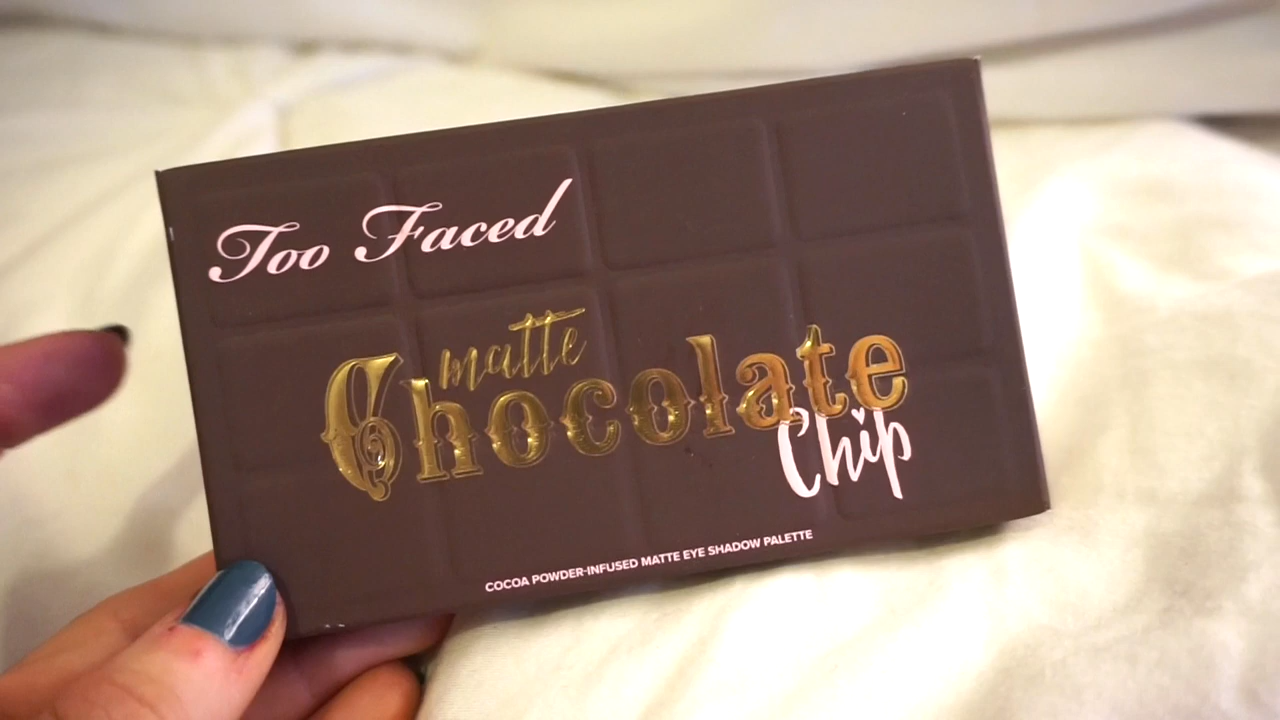 Too Faced
matte
Chocolate
Chip
COCOA POWDER-INFUSED MATTE EYE SHADOW PALETTE